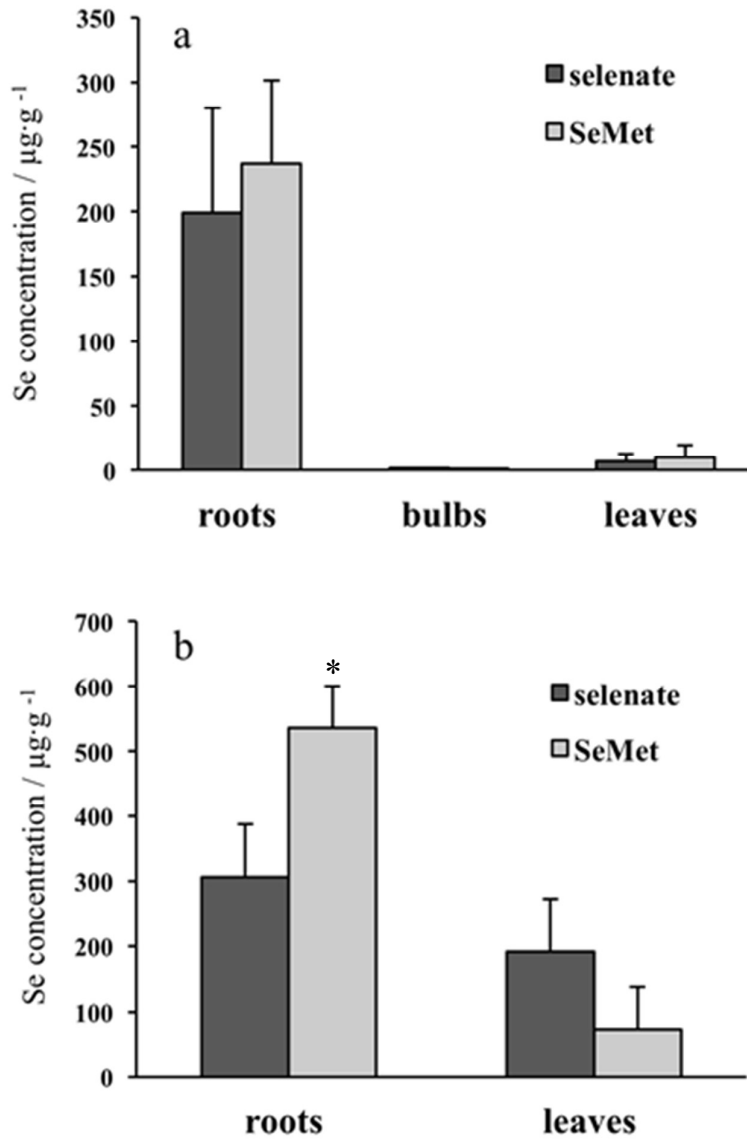 a
350
300
250
200
150
100
50
0
Se concentration / µg·g -1
selenate
SeMet
roots bulbs leaves
b
700
600
500
400
300
200
100
0
Se concentration / µg·g -1
*
selenate
SeMet
roots leaves